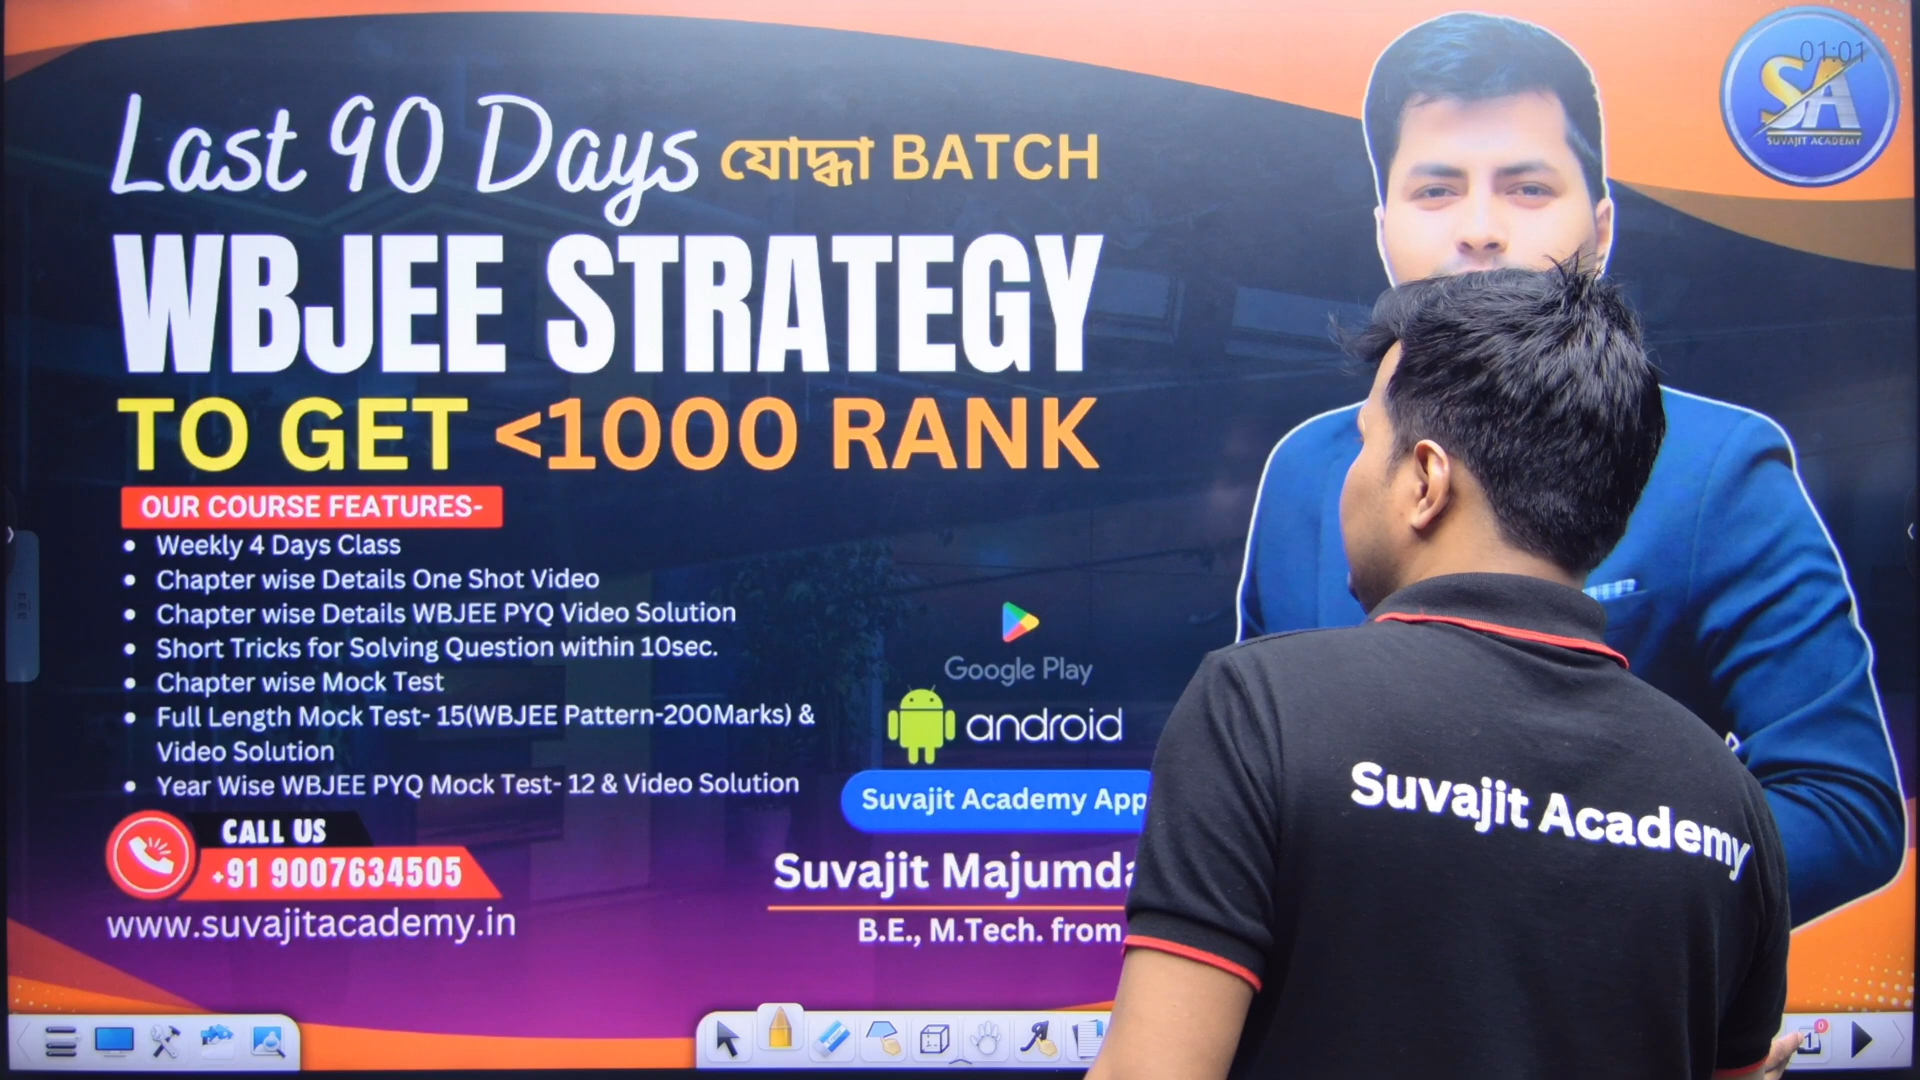 01:01
SA
SUVAJIT ACADEMY
Last 90 Days যোদ্ধা BATCH
WBJEE STRATEGY
TO GET <1000 RANK
OUR COURSE FEATURES-
• Weekly 4 Days Class
• Chapter wise Details One Shot Video
• Chapter wise Details WBJEE PYQ Video Solution
• Short Tricks for Solving Question within 10sec.
• Chapter wise Mock Test
• Full Length Mock Test- 15(WBJEE Pattern-200Marks) &
Video Solution
• Year Wise WBJEE PYQ Mock Test- 12 & Video Solution
Google Play
android
Suvajit Academy App
CALL US
+91 9007634505
www.suvajitacademy.in
Suvajit
B.E., M.Tech. from
Suvajit Academy
0
1